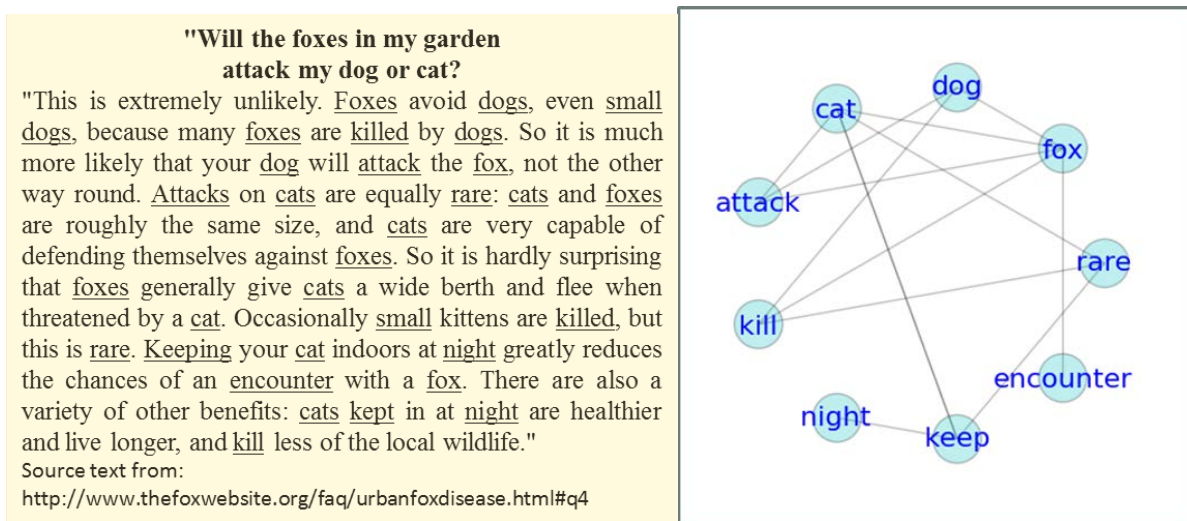 "Will the foxes in my garden
attack my dog or cat?
"This is extremely unlikely. Foxes avoid dogs, even small
dogs, because many foxes are killed by dogs. So it is much
more likely that your dog will attack the fox, not the other
way round. Attacks on cats are equally rare: cats and foxes
are roughly the same size, and cats are very capable of
defending themselves against foxes. So it is hardly surprising
that foxes generally give cats a wide berth and flee when
threatened by a cat. Occasionally small kittens are killed, but
this is rare. Keeping your cat indoors at night greatly reduces
the chances of an encounter with a fox. There are also a
variety of other benefits: cats kept in at night are healthier
and live longer, and kill less of the local wildlife."
Source text from:
http://www.thefoxwebsite.org/faq/urbanfoxdisease.html#q4
dog
cat
fox
attack
rare
kill
encounter
night
keep